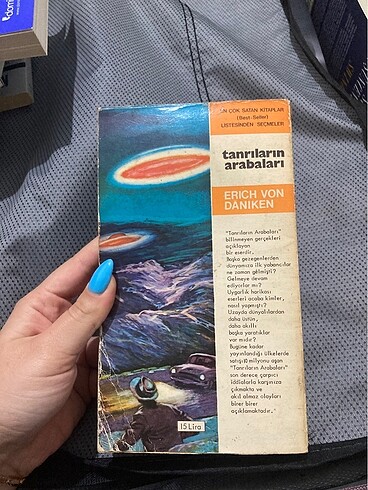 EN ÇOK SATAN KİTAPLAR
(Best-Seller)
LİSTESİNDEN SEÇMELER
tanrıların
arabaları
ERICH VON
DANIKEN
"Tanrıların Arabaları"
bilinmeyen gerçekleri
açıklayan
bir eserdir.
Başka gezegenlerden
dünyamıza ilk yabancılar
ne zaman gelmişti?
Gelmeye devam
ediyorlar mı?
Uygarlık harikası
eserleri acaba kimler,
nasıl yapmıştı?
Uzayda dünyalılardan
daha üstün,
daha akıllı
başka yaratıklar
var mıdır?
Bugüne kadar
yayımlandığı ülkelerde
satışı 10 milyonu aşan
"Tanrıların Arabaları"
son derece çarpıcı
iddialarla karşınıza
çıkmakta ve
akıl almaz olayları
birer birer
açıklamaktadır."
15 Lira